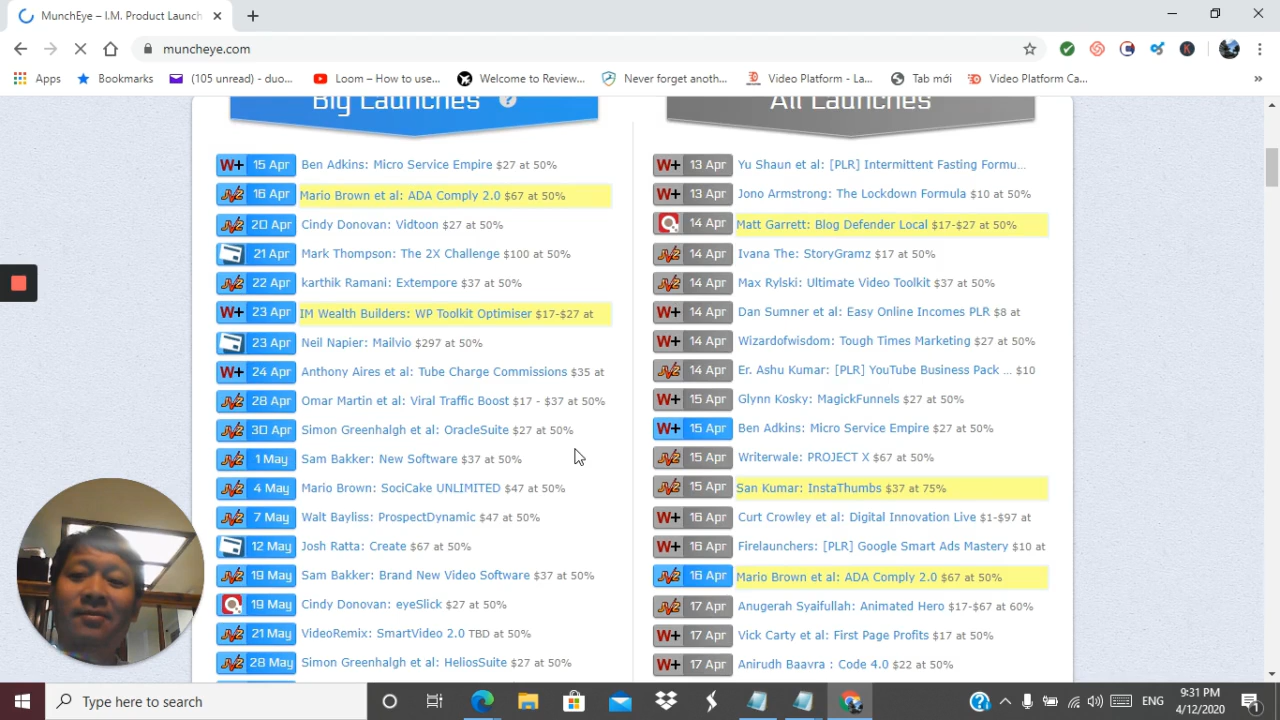 MunchEye – I.M. Product Launch
muncheye.com
Apps
Bookmarks
(105 unread) - duo...
Loom – How to use...
Welcome to Review...
Never forget anoth...
Video Platform - La...
Tab mới
Video Platform Ca...
»
Big Launches ?
W+ 15 Apr Ben Adkins: Micro Service Empire $27 at 50%
JVZ 16 Apr Mario Brown et al: ADA Comply 2.0 $67 at 50%
JVZ 20 Apr Cindy Donovan: Vidtoon $27 at 50%
21 Apr Mark Thompson: The 2X Challenge $100 at 50%
JVZ 22 Apr karthik Ramani: Extempore $37 at 50%
W+ 23 Apr IM Wealth Builders: WP Toolkit Optimiser $17-$27 at
23 Apr Neil Napier: Mailvio $297 at 50%
W+ 24 Apr Anthony Aires et al: Tube Charge Commissions $35 at
JVZ 28 Apr Omar Martin et al: Viral Traffic Boost $17 - $37 at 50%
JVZ 30 Apr Simon Greenhalgh et al: OracleSuite $27 at 50%
JVZ 1 May Sam Bakker: New Software $37 at 50%
JVZ 4 May Mario Brown: SociCake UNLIMITED $47 at 50%
JVZ 7 May Walt Bayliss: ProspectDynamic $47 at 50%
12 May Josh Ratta: Create $67 at 50%
JVZ 19 May Sam Bakker: Brand New Video Software $37 at 50%
19 May Cindy Donovan: eyeSlick $27 at 50%
JVZ 21 May VideoRemix: SmartVideo 2.0 TBD at 50%
JVZ 28 May Simon Greenhalgh et al: HeliosSuite $27 at 50%
All Launches
W+ 13 Apr Yu Shaun et al: [PLR] Intermittent Fasting Formu...
W+ 13 Apr Jono Armstrong: The Lockdown Formula $10 at 50%
14 Apr Matt Garrett: Blog Defender Local $17-$27 at 50%
JVZ 14 Apr Ivana The: StoryGramz $17 at 50%
JVZ 14 Apr Max Rylski: Ultimate Video Toolkit $37 at 50%
W+ 14 Apr Dan Sumner et al: Easy Online Incomes PLR $8 at
W+ 14 Apr Wizardofwisdom: Tough Times Marketing $27 at 50%
JVZ 14 Apr Er. Ashu Kumar: [PLR] YouTube Business Pack ... $10
W+ 15 Apr Glynn Kosky: MagickFunnels $27 at 50%
W+ 15 Apr Ben Adkins: Micro Service Empire $27 at 50%
JVZ 15 Apr Writerwale: PROJECT X $67 at 50%
JVZ 15 Apr San Kumar: InstaThumbs $37 at 75%
W+ 16 Apr Curt Crowley et al: Digital Innovation Live $1-$97 at
W+ 16 Apr Firelaunchers: [PLR] Google Smart Ads Mastery $10 at
JVZ 16 Apr Mario Brown et al: ADA Comply 2.0 $67 at 50%
JVZ 17 Apr Anugerah Syaifullah: Animated Hero $17-$67 at 60%
W+ 17 Apr Vick Carty et al: First Page Profits $17 at 50%
W+ 17 Apr Anirudh Baavra : Code 4.0 $22 at 50%
Type here to search
ENG
9:31 PM
4/12/2020
1